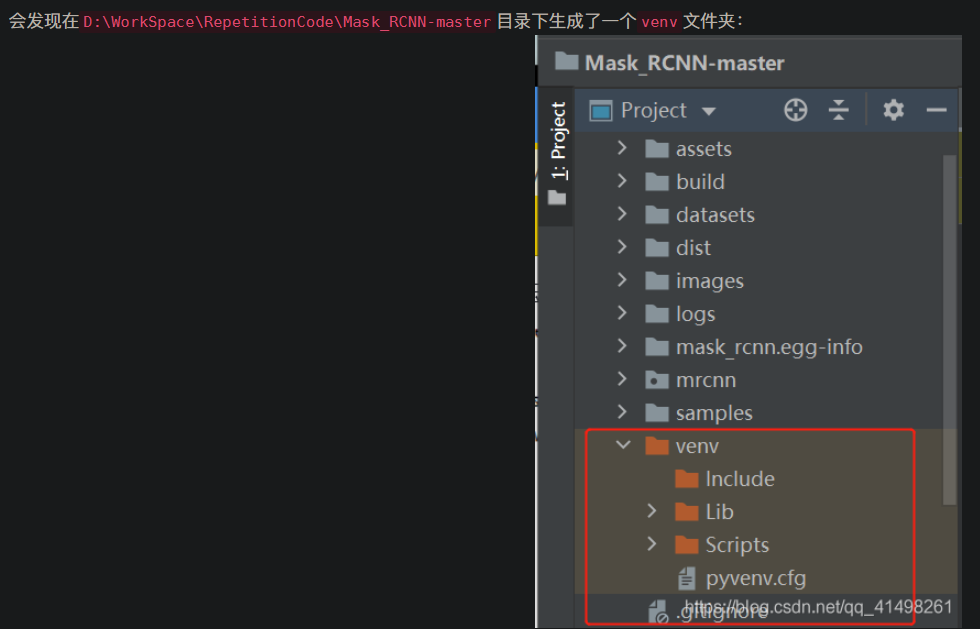 会发现在 D:\WorkSpace\RepetitionCode\Mask_RCNN-master 目录下生成了一个 venv 文件夹：
Mask_RCNN-master
1: Project
Project
assets
build
datasets
dist
images
logs
mask_rcnn.egg-info
mrcnn
samples
venv
Include
Lib
Scripts
pyvenv.cfg
.gitignore
https://blog.csdn.net/qq_41498261